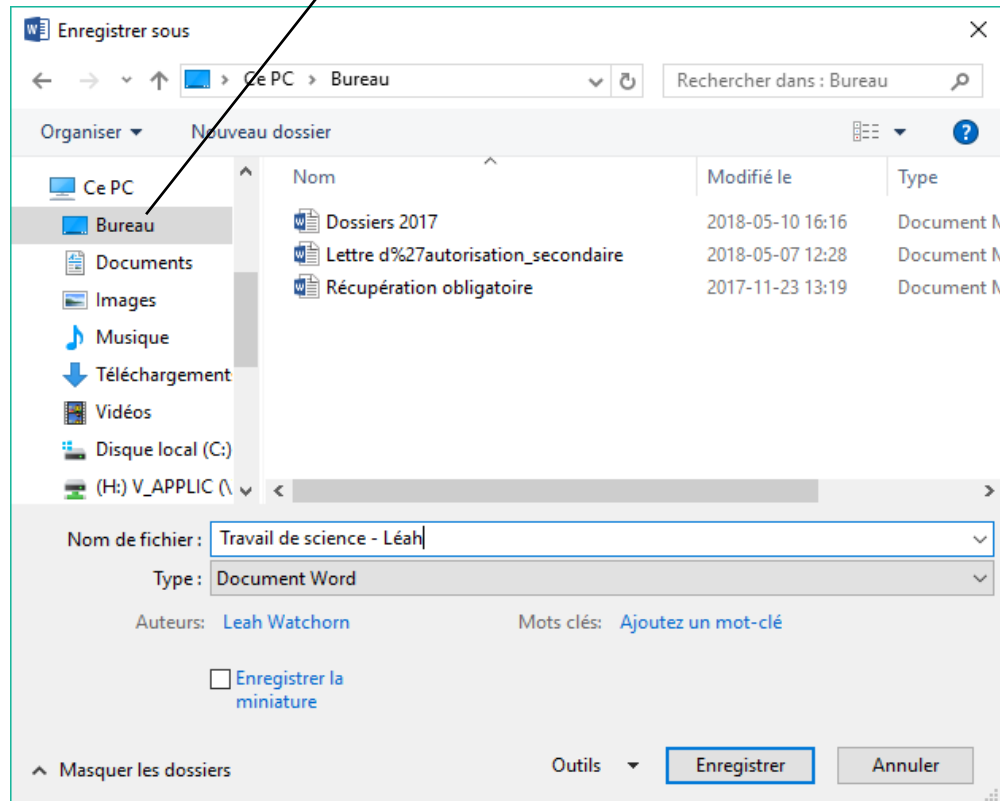 Enregistrer sous
Ce PC > Bureau
Rechercher dans : Bureau
Organiser
Nouveau dossier
Nom
Modifié le
Type
Ce PC
Bureau
Documents
Images
Musique
Téléchargement
Vidéos
Disque local (C:)
(H:) V_APPLIC (\
Dossiers 2017 2018-05-10 16:16 Document M
Lettre d%27autorisation_secondaire 2018-05-07 12:28 Document M
Récupération obligatoire 2017-11-23 13:19 Document M
Nom de fichier : Travail de science - Léah
Type : Document Word
Auteurs: Leah Watchorn
Mots clés: Ajoutez un mot-clé
Enregistrer la
miniature
Masquer les dossiers
Outils
Enregistrer
Annuler